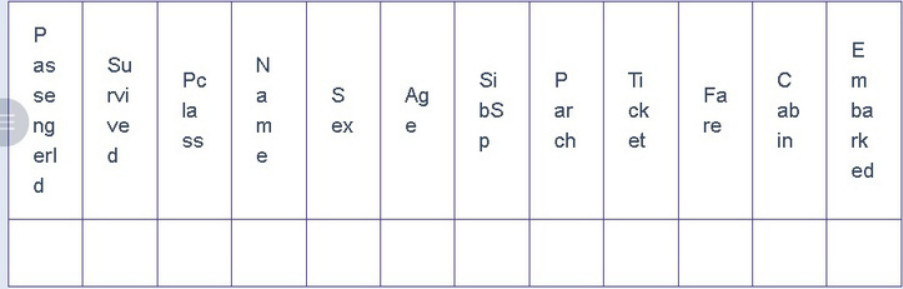 P
as
se
ng
erI
d
Su
rvi
ve
d
Pc
la
ss
N
a
m
e
S
ex
Ag
e
Si
bS
p
P
ar
ch
Ti
ck
et
Fa
re
C
ab
in
E
m
ba
rk
ed